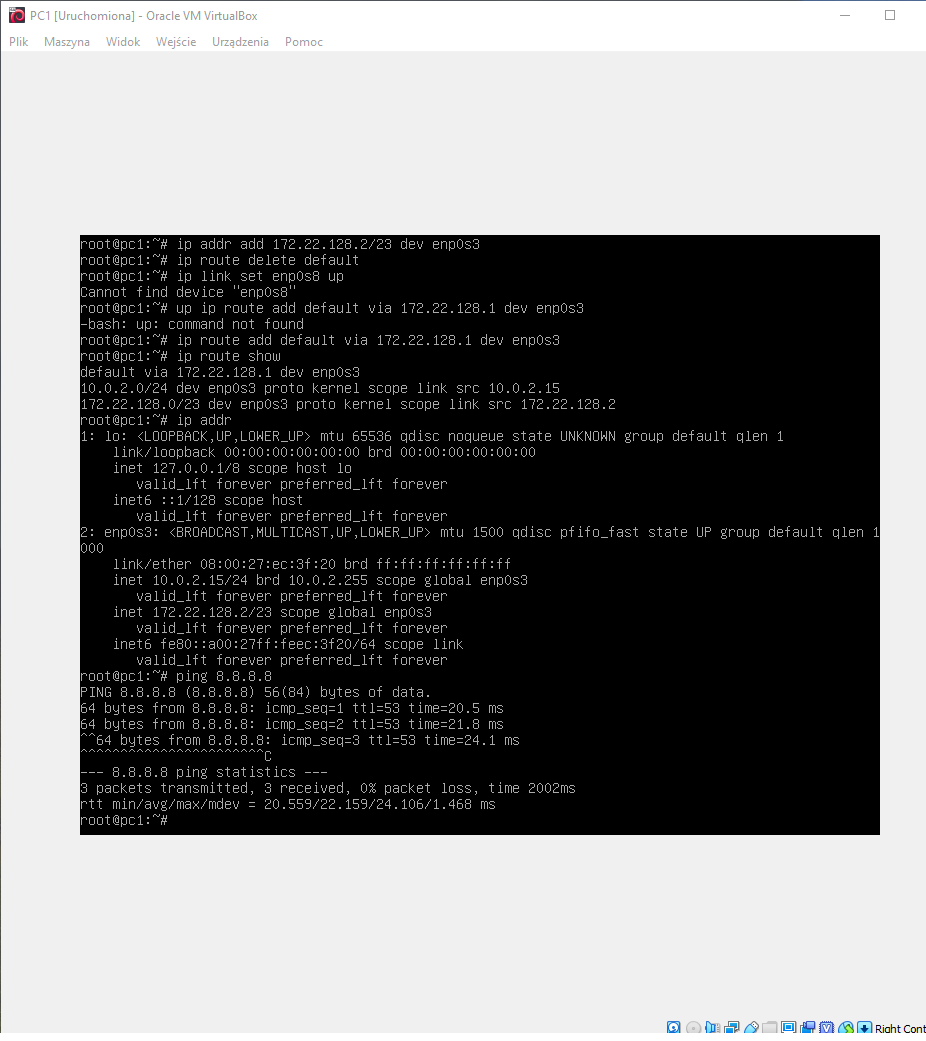 PC1 [Uruchomiona] - Oracle VM VirtualBox
Plik Maszyna Widok Wejście Urządzenia Pomoc
root@pc1:~# ip addr add 172.22.128.2/23 dev enp0s3
root@pc1:~# ip route delete default
root@pc1:~# ip link set enp0s8 up
Cannot find device "enp0s8"
root@pc1:~# up ip route add default via 172.22.128.1 dev enp0s3
-bash: up: command not found
root@pc1:~# ip route add default via 172.22.128.1 dev enp0s3
root@pc1:~# ip route show
default via 172.22.128.1 dev enp0s3
10.0.2.0/24 dev enp0s3 proto kernel scope link src 10.0.2.15
172.22.128.0/23 dev enp0s3 proto kernel scope link src 172.22.128.2
root@pc1:~# ip addr
1: lo: <LOOPBACK,UP,LOWER_UP> mtu 65536 qdisc noqueue state UNKNOWN group default qlen 1
    link/loopback 00:00:00:00:00:00 brd 00:00:00:00:00:00
    inet 127.0.0.1/8 scope host lo
       valid_lft forever preferred_lft forever
    inet6 ::1/128 scope host
       valid_lft forever preferred_lft forever
2: enp0s3: <BROADCAST,MULTICAST,UP,LOWER_UP> mtu 1500 qdisc pfifo_fast state UP group default qlen 1
000
    link/ether 08:00:27:ec:3f:20 brd ff:ff:ff:ff:ff:ff
    inet 10.0.2.15/24 brd 10.0.2.255 scope global enp0s3
       valid_lft forever preferred_lft forever
    inet 172.22.128.2/23 scope global enp0s3
       valid_lft forever preferred_lft forever
    inet6 fe80::a00:27ff:feec:3f20/64 scope link
       valid_lft forever preferred_lft forever
root@pc1:~# ping 8.8.8.8
PING 8.8.8.8 (8.8.8.8) 56(84) bytes of data.
64 bytes from 8.8.8.8: icmp_seq=1 ttl=53 time=20.5 ms
64 bytes from 8.8.8.8: icmp_seq=2 ttl=53 time=21.8 ms
^^64 bytes from 8.8.8.8: icmp_seq=3 ttl=53 time=24.1 ms
^^^^^^^^^^^^^^^^^^^^^^^C
--- 8.8.8.8 ping statistics ---
3 packets transmitted, 3 received, 0% packet loss, time 2002ms
rtt min/avg/max/mdev = 20.559/22.159/24.106/1.468 ms
root@pc1:~#
Right Cont